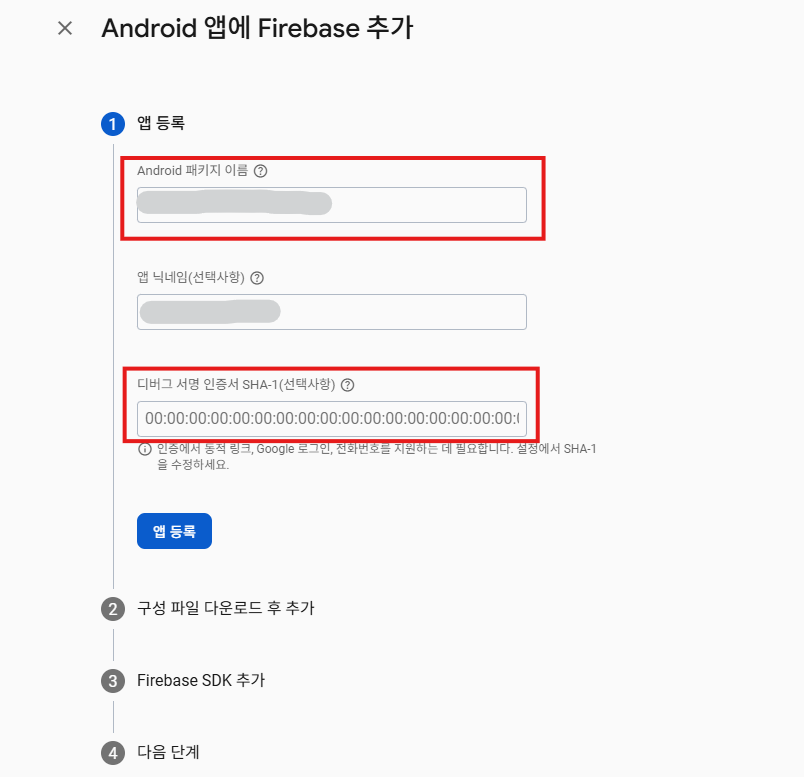 Android 앱에 Firebase 추가
1 앱 등록
Android 패키지 이름
앱 닉네임(선택사항)
디버그 서명 인증서 SHA-1(선택사항)
00:00:00:00:00:00:00:00:00:00:00:00:00:00:00:00:00:
인증에서 동적 링크, Google 로그인, 전화번호를 지원하는 데 필요합니다. 설정에서 SHA-1
을 수정하세요.
앱 등록
2 구성 파일 다운로드 후 추가
3 Firebase SDK 추가
4 다음 단계